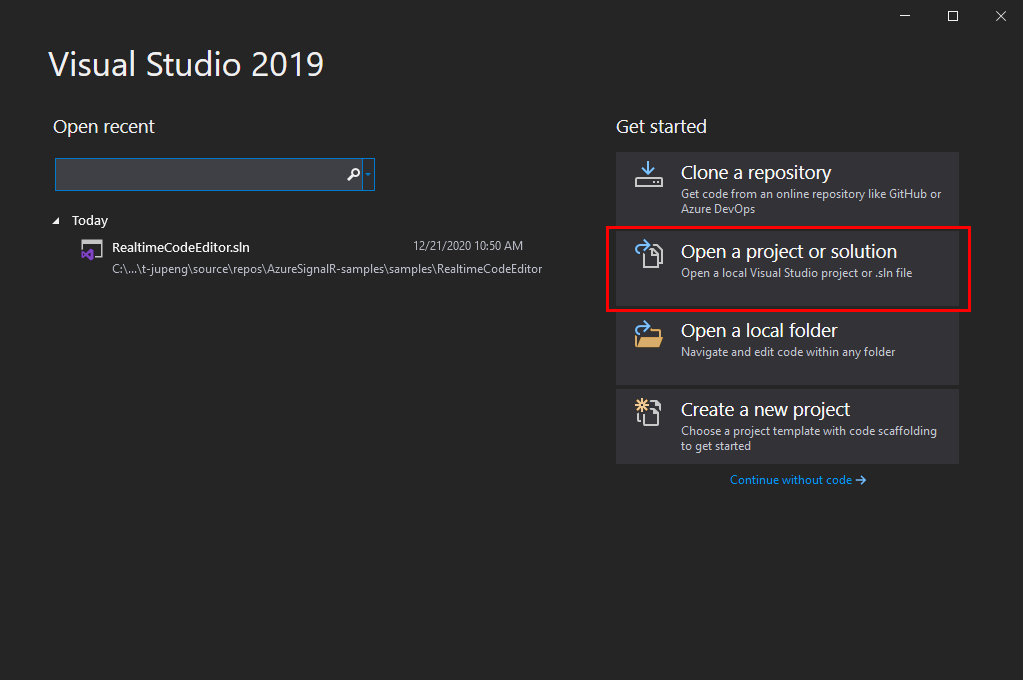 Visual Studio 2019
Open recent
Today
RealtimeCodeEditor.sln 12/21/2020 10:50 AM
C:\...\t-jupeng\source\repos\AzureSignalR-samples\samples\RealtimeCodeEditor
Get started
Clone a repository
Get code from an online repository like GitHub or
Azure DevOps
Open a project or solution
Open a local Visual Studio project or .sln file
Open a local folder
Navigate and edit code within any folder
Create a new project
Choose a project template with code scaffolding
to get started
Continue without code →